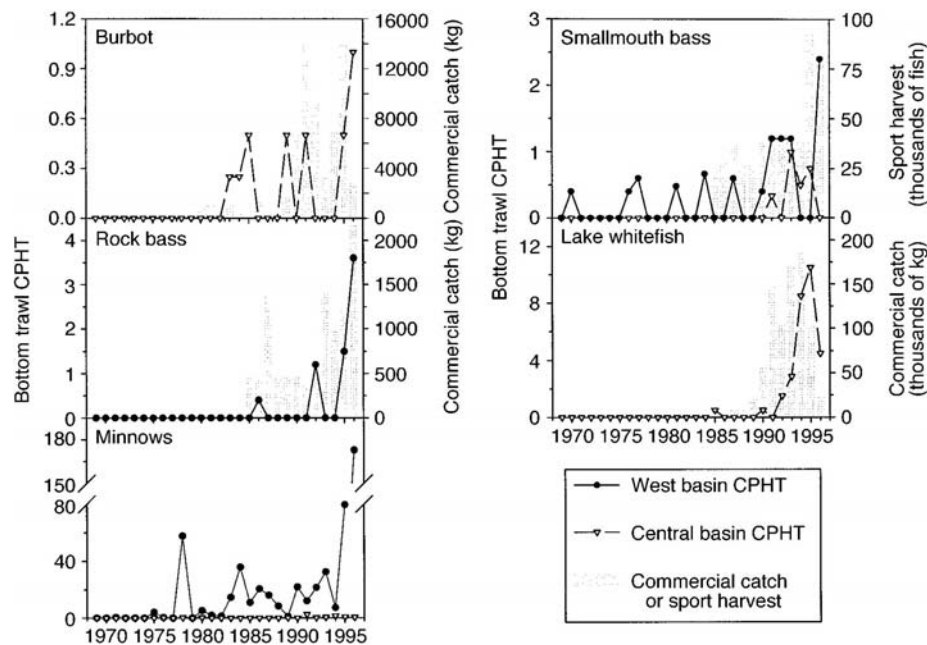 Burbot
1.2
0.9
0.6
0.3
0.0
16000
12000
8000
4000
0
Commercial catch (kg)
Rock bass
4
3
2
1
0
2000
1500
1000
500
0
Commercial catch (kg)
Bottom trawl CPHT
Minnows
180
150
80
40
0
1970 1975 1980 1985 1990 1995
Smallmouth bass
3
2
1
0
100
75
50
25
0
Sport harvest
(thousands of fish)
Bottom trawl CPHT
Lake whitefish
12
8
4
0
200
150
100
50
0
Commercial catch
(thousands of kg)
1970 1975 1980 1985 1990 1995
West basin CPHT
Central basin CPHT
Commercial catch
or sport harvest